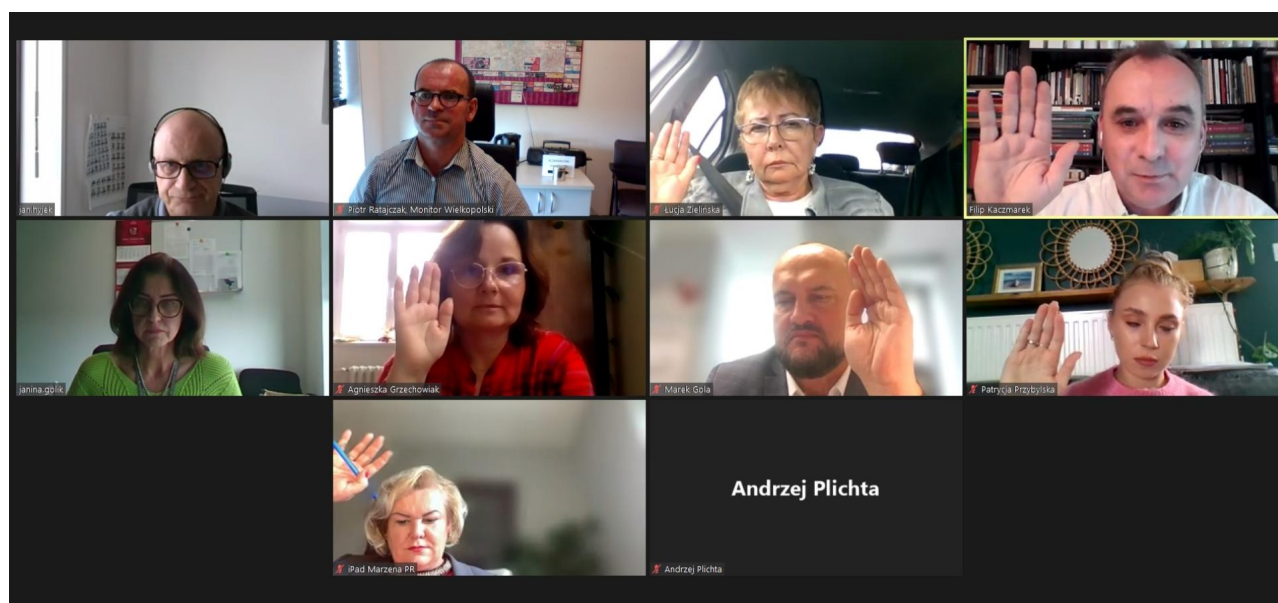 jan.hyjek
Piotr Ratajczak, Monitor Wielkopolski
Łucja Zielińska
Filip Kaczmarek
janina.golik
Agnieszka Grzechowiak
Marek Gola
Patrycja Przybylska
iPad Marzena PR
Andrzej Plichta
Andrzej Plichta